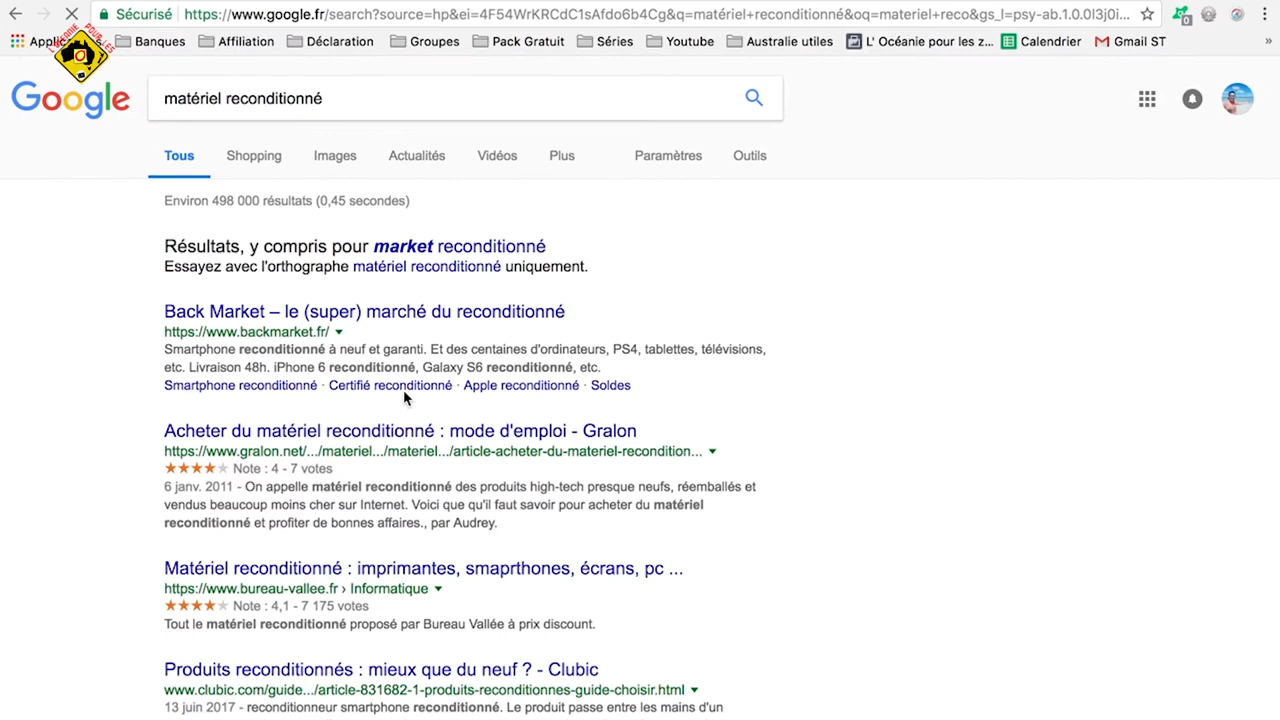 Sécurisé https://www.google.fr/search?source=hp&ei=4F54WrKRCdC1sAfdo6b4Cg&q=matériel+reconditionné&oq=materiel+reco&gs_l=psy-ab.1.0.0l3j0i...
Banques Affiliation Déclaration Groupes Pack Gratuit Séries Youtube Australie utiles L' Océanie pour les z... Calendrier Gmail ST »
L'OCÉANIE POUR LES
Google
matériel reconditionné
Tous Shopping Images Actualités Vidéos Plus Paramètres Outils
Environ 498 000 résultats (0,45 secondes)
Résultats, y compris pour market reconditionné
Essayez avec l'orthographe matériel reconditionné uniquement.
Back Market – le (super) marché du reconditionné
https://www.backmarket.fr/
Smartphone reconditionné à neuf et garanti. Et des centaines d'ordinateurs, PS4, tablettes, télévisions,
etc. Livraison 48h. iPhone 6 reconditionné, Galaxy S6 reconditionné, etc.
Smartphone reconditionné · Certifié reconditionné · Apple reconditionné · Soldes
Acheter du matériel reconditionné : mode d'emploi - Gralon
https://www.gralon.net/.../materiel.../materiel.../article-acheter-du-materiel-recondition...
Note : 4 - 7 votes
6 janv. 2011 - On appelle matériel reconditionné des produits high-tech presque neufs, réemballés et
vendus beaucoup moins cher sur Internet. Voici ce qu'il faut savoir pour acheter du matériel
reconditionné et profiter de bonnes affaires., par Audrey.
Matériel reconditionné : imprimantes, smaprthones, écrans, pc ...
https://www.bureau-vallee.fr › Informatique
Note : 4,1 - 7 175 votes
Tout le matériel reconditionné proposé par Bureau Vallée à prix discount.
Produits reconditionnés : mieux que du neuf ? - Clubic
www.clubic.com/guide.../article-831682-1-produits-reconditionnes-guide-choisir.html
13 juin 2017 - reconditionneur smartphone reconditionné. Le produit passe entre les mains d'un